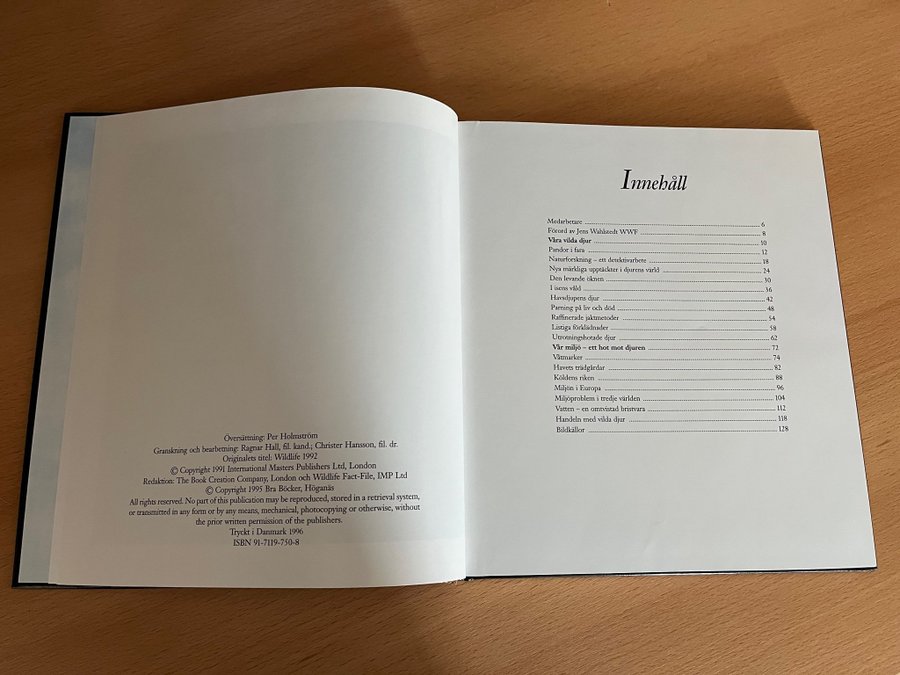 Översättning: Per Holmström
Granskning och bearbetning: Ragnar Hall, fil. kand.; Christer Hansson, fil. dr.
Originalets titel: Wildlife 1992
© Copyright 1991 International Masters Publishers Ltd, London
Redaktion: The Book Creation Company, London och Wildlife Fact-File, IMP Ltd
© Copyright 1995 Bra Böcker, Höganäs
All rights reserved. No part of this publication may be reproduced, stored in a retrieval system,
or transmitted in any form or by any means, mechanical, photocopying or otherwise, without
the prior written permission of the publishers.
Tryckt i Danmark 1996
ISBN 91-7119-750-8
Innehåll
Medarbetare 6
Förord av Jens Wahlstedt WWF 8
Våra vilda djur 10
Pandor i fara 12
Naturforskning – ett detektivarbete 18
Nya märkliga upptäckter i djurens värld 24
Den levande öknen 30
I isens våld 36
Havsdjupens djur 42
Parning på liv och död 48
Raffinerade jaktmetoder 54
Listiga förklädnader 58
Utrotningshotade djur 62
Vår miljö – ett hot mot djuren 72
Våtmarker 74
Havets trädgårdar 82
Köldens riken 88
Miljön i Europa 96
Miljöproblem i tredje världen 104
Vatten – en omtvistad bristvara 112
Handeln med vilda djur 118
Bildkällor 128